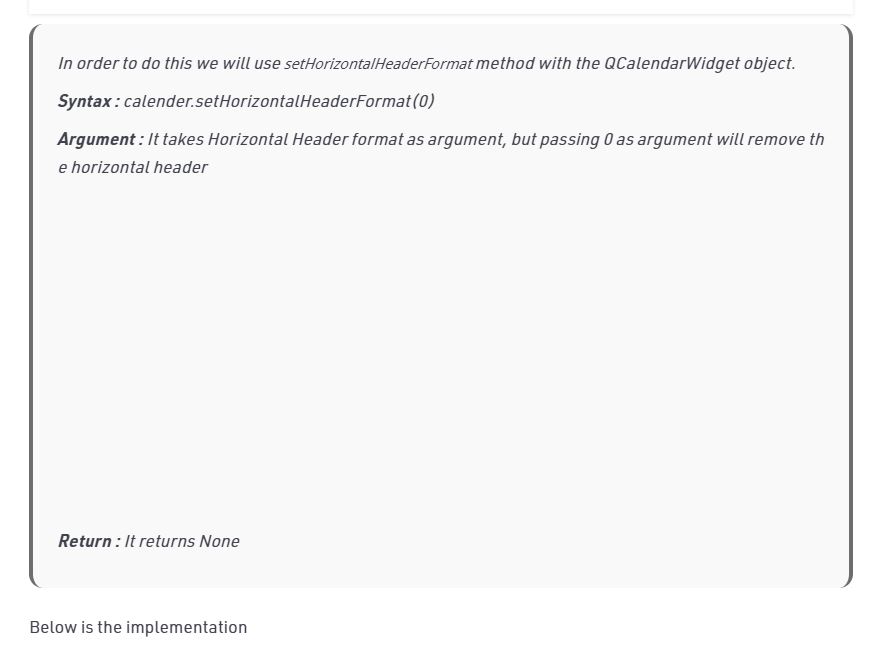 In order to do this we will use setHorizontalHeaderFormat method with the QCalendarWidget object.
Syntax : calender.setHorizontalHeaderFormat(0)
Argument : It takes Horizontal Header format as argument, but passing 0 as argument will remove th
e horizontal header
Return : It returns None
Below is the implementation